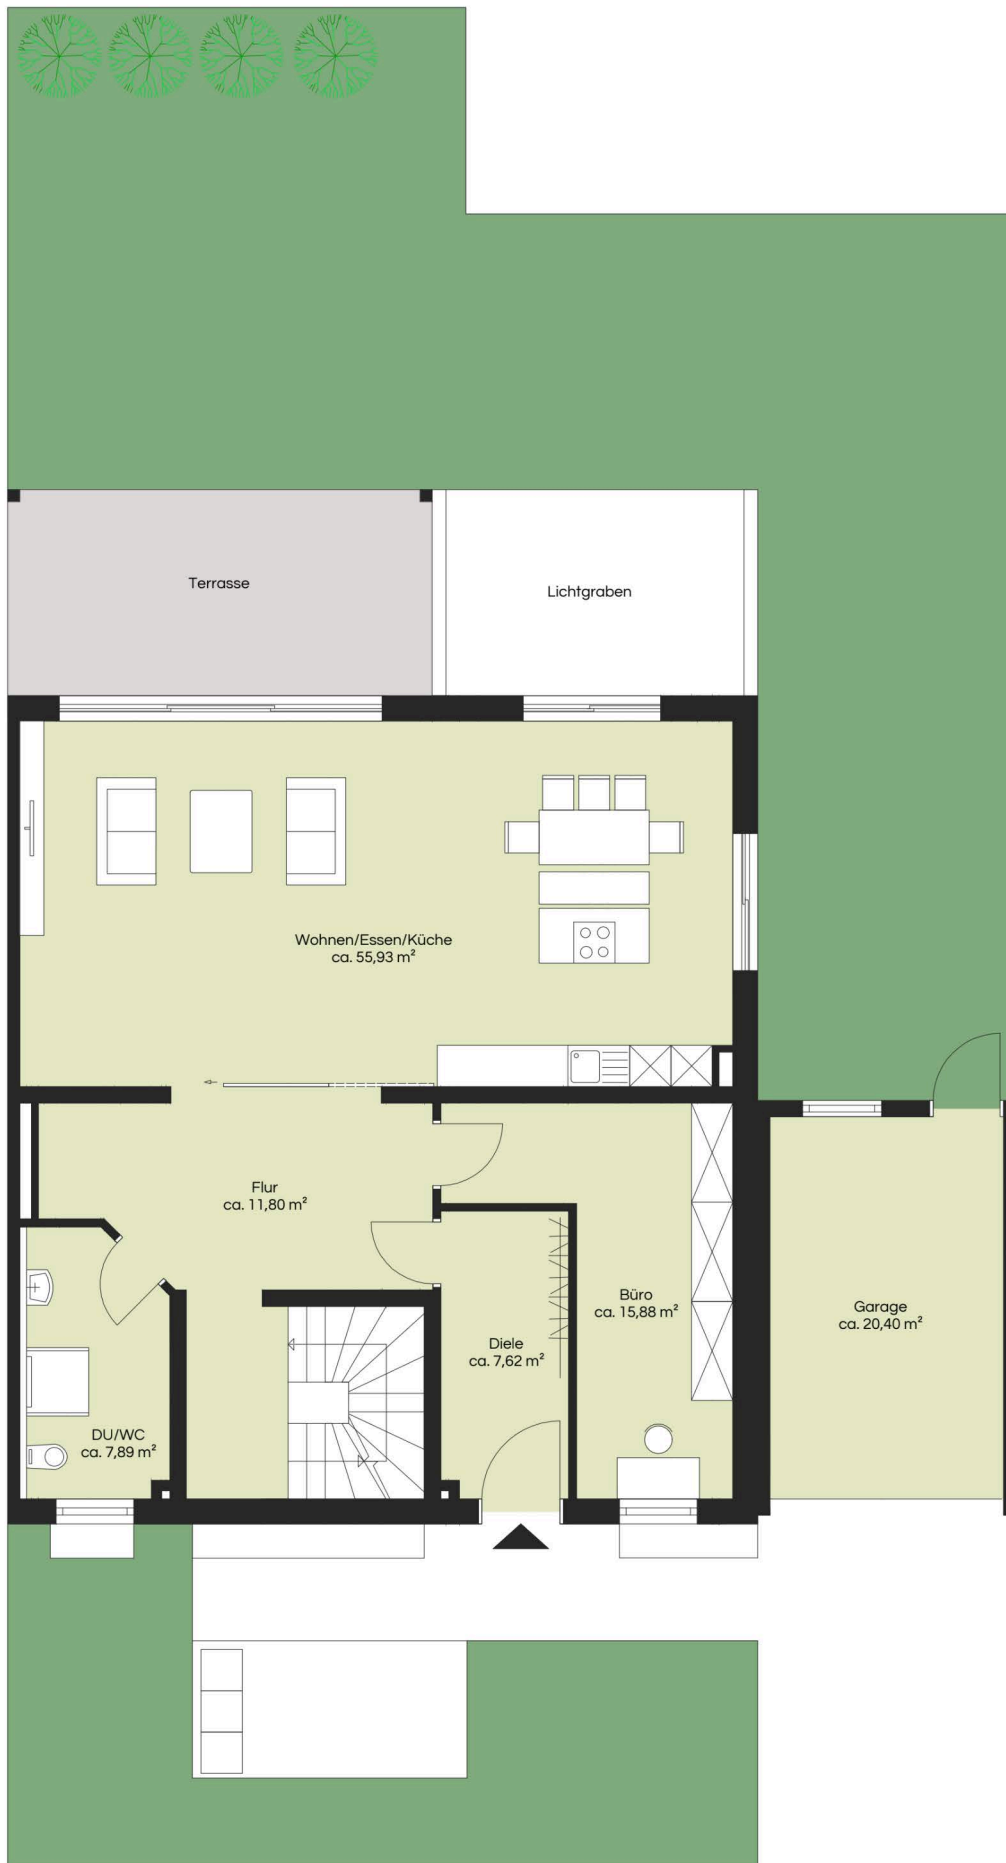 Terrasse
Lichtgraben
Wohnen/Essen/Küche
ca. 55,93 m²
Flur
ca. 11,80 m²
Büro
ca. 15,88 m²
Garage
ca. 20,40 m²
Diele
ca. 7,62 m²
DU/WC
ca. 7,89 m²